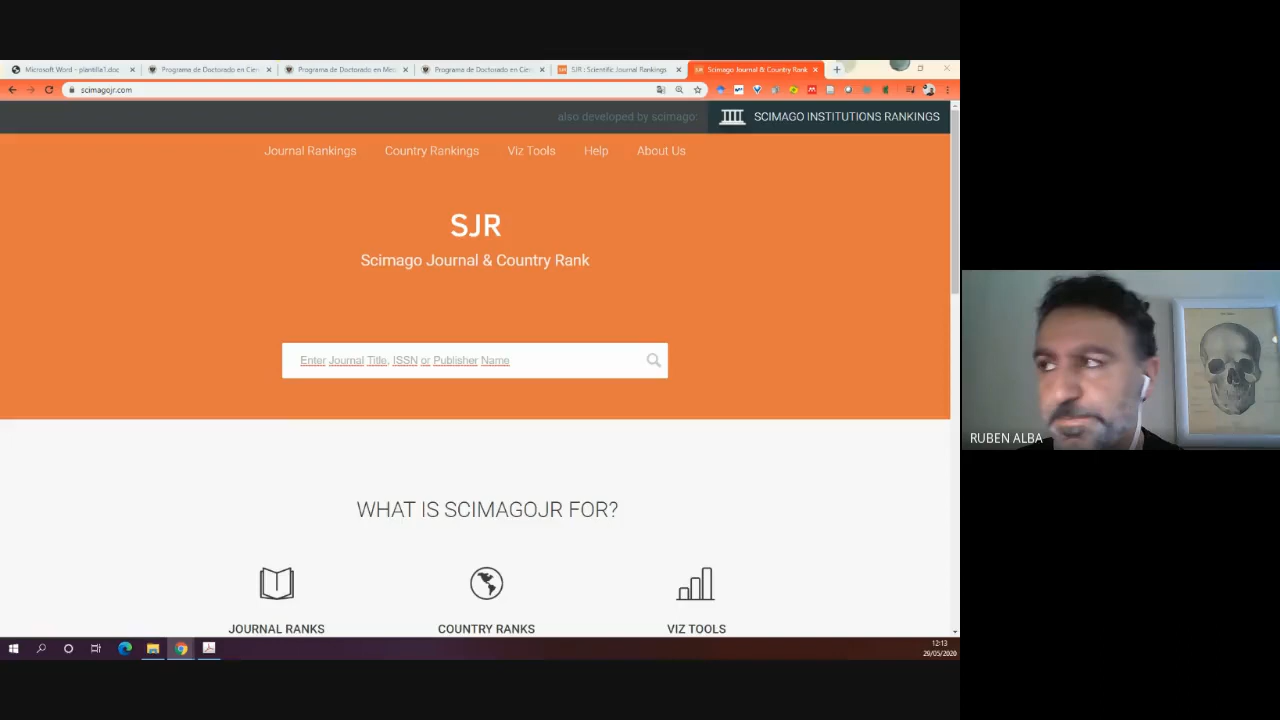 Microsoft Word - plantilla1.doc
Programa de Doctorado en Cien
Programa de Doctorado en Me
Programa de Doctorado en Cien
SJR : Scientific Journal Rankings
Scimago Journal & Country Rank
scimagojr.com
also developed by scimago:
SCIMAGO INSTITUTIONS RANKINGS
Journal Rankings
Country Rankings
Viz Tools
Help
About Us
SJR
Scimago Journal & Country Rank
Enter Journal Title, ISSN or Publisher Name
RUBEN ALBA
WHAT IS SCIMAGOJR FOR?
JOURNAL RANKS
COUNTRY RANKS
VIZ TOOLS
12:13
29/05/2020